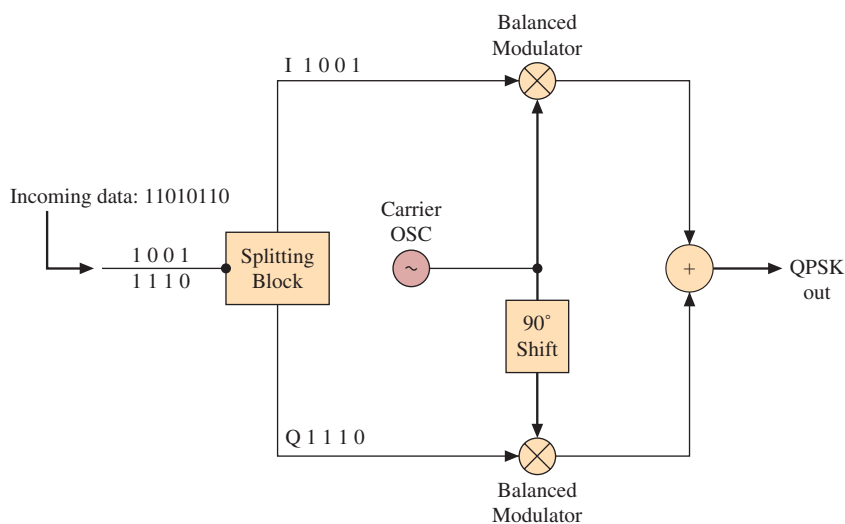 Balanced
Modulator
I 1 0 0 1
Incoming data: 11010110
Carrier
OSC
1 0 0 1
1 1 1 0
Splitting
Block
~
+
QPSK
out
90°
Shift
Q 1 1 1 0
Balanced
Modulator